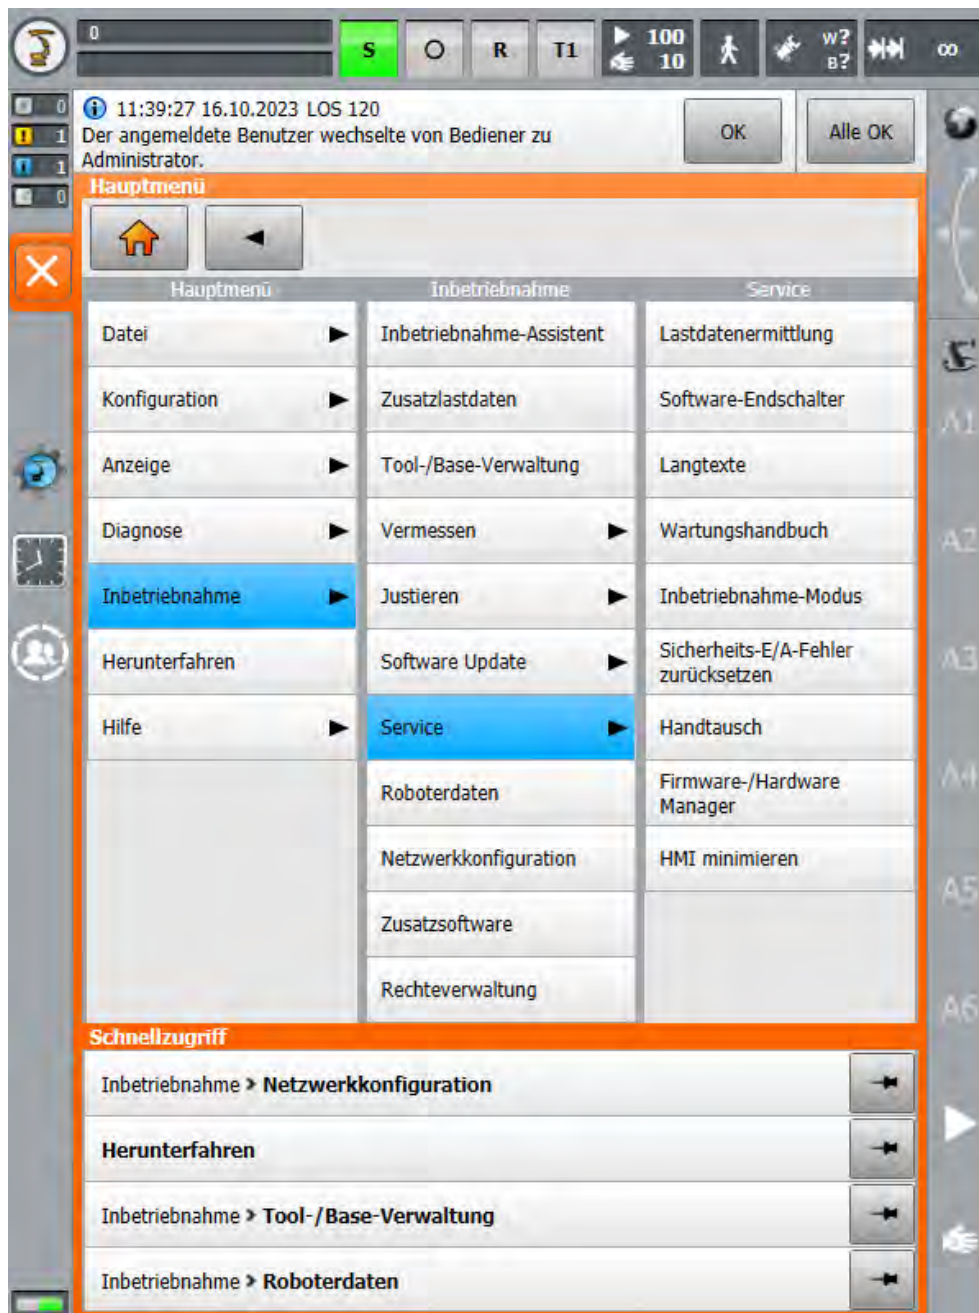 0
S
R
T1
100
10
W?
B?
∞
0
1
1
0
11:39:27 16.10.2023 LOS 120
Der angemeldete Benutzer wechselte von Bediener zu
Administrator.
OK
Alle OK
Hauptmenü
Hauptmenü
Inbetriebnahme
Service
Datei
Inbetriebnahme-Assistent
Lastdatenermittlung
Konfiguration
Zusatzlastdaten
Software-Endschalter
A1
Anzeige
Tool-/Base-Verwaltung
Langtexte
Diagnose
Vermessen
Wartungshandbuch
A2
Inbetriebnahme
Justieren
Inbetriebnahme-Modus
Herunterfahren
Software Update
Sicherheits-E/A-Fehler
zurücksetzen
A3
Hilfe
Service
Handtausch
Roboterdaten
Firmware-/Hardware
Manager
A4
Netzwerkkonfiguration
HMI minimieren
A5
Zusatzsoftware
Rechteverwaltung
A6
Schnellzugriff
Inbetriebnahme > Netzwerkkonfiguration
Herunterfahren
Inbetriebnahme > Tool-/Base-Verwaltung
Inbetriebnahme > Roboterdaten